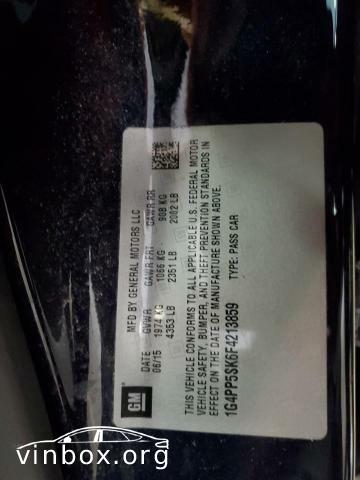 GM
MFD BY GENERAL MOTORS LLC
DATE GVWR GAWR FRT GAWR RR
06/15 1974 KG 1066 KG 908 KG
4353 LB 2351 LB 2002 LB
THIS VEHICLE CONFORMS TO ALL APPLICABLE U.S. FEDERAL MOTOR
VEHICLE SAFETY, BUMPER, AND THEFT PREVENTION STANDARDS IN
EFFECT ON THE DATE OF MANUFACTURE SHOWN ABOVE.
1G4PP5SK6F4213859 TYPE: PASS CAR
vinbox.org